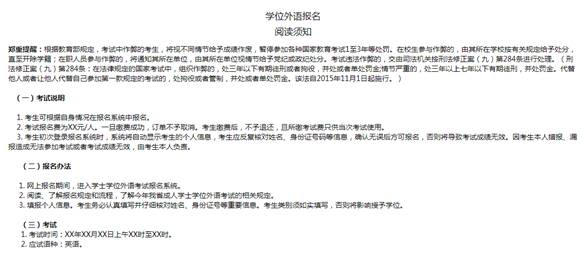 学位外语报名
阅读须知
郑重提醒：根据教育部规定，考试中作弊的考生，将视不同情节给予成绩作废，暂停参加各种国家教育考试1至3年等处罚。在校生参与作弊的，由其所在学校按有关规定给予处分，
直至开除学籍；在职人员参与作弊的，将通知其所在单位，由其所在单位视情节给予党纪或政纪处分。考试违法作弊的，交由司法机关按刑法修正案（九）第284条进行处理。（刑
法修正案（九）第284条：在法律规定的国家考试中，组织作弊的，处三年以下有期徒刑或者拘役，并处或者单处罚金;情节严重的，处三年以上七年以下有期徒刑，并处罚金。代替
他人或者让他人代替自己参加第一款规定的考试的，处拘役或者管制，并处或者单处罚金。该法自2015年11月1日起施行。）
（一）考试说明
1. 考生可根据自身情况在报名系统中报名。
2. 考试报名费为XX元/人。一旦缴费成功，订单不予取消。考生缴费后，不予退还，且所缴考试费只供当次考试使用。
3. 考生初次登录报名系统时，系统将自动显示考生的个人信息，考生应反复核对姓名、身份证号码等信息，确认无误后方可报名，否则将导致考试成绩无效。因考生本人错报、漏
报造成无法参加考试或者考试成绩无效，由考生本人负责。
（二）报名办法
1. 网上报名期间，进入学士学位外语考试报名系统。
2. 阅读、了解报名规定和流程，了解今年我省成人学士学位外语考试的相关规定。
3. 填报个人信息。考生务必认真填写并仔细核对姓名、身份证号等重要信息。考生类别须如实填写，否则将影响授予学位。
（三）考试
1. 考试时间：XX年XX月XX日上午XX时至XX时。
2. 应试语种：英语。